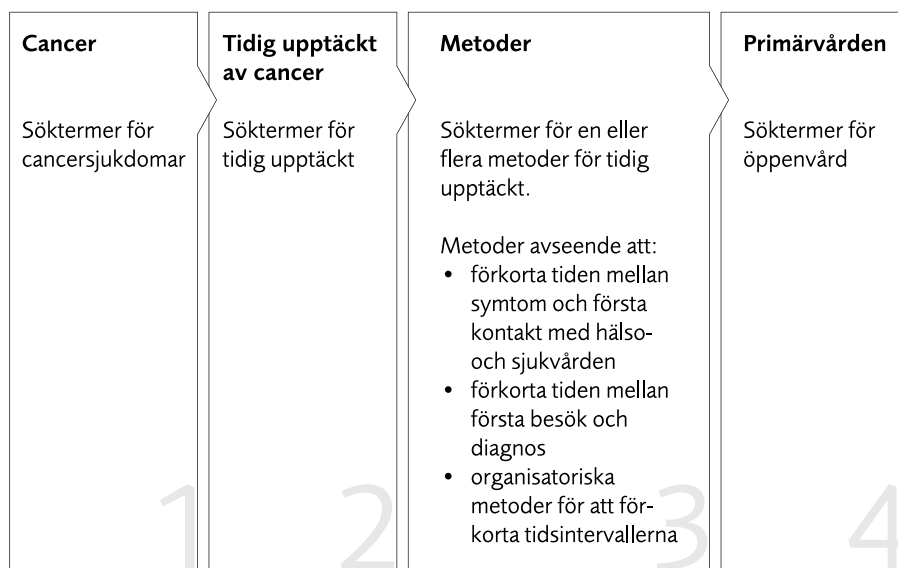 Cancer
Söktermer för
cancersjukdomar
1
Tidig upptäckt
av cancer
Söktermer för
tidig upptäckt
2
Metoder
Söktermer för en eller
flera metoder för tidig
upptäckt.
Metoder avseende att:
• förkorta tiden mellan
symtom och första
kontakt med hälso-
och sjukvården
• förkorta tiden mellan
första besök och
diagnos
• organisatoriska
metoder för att för-
korta tidsintervallerna
3
Primärvården
Söktermer för
öppenvård
4